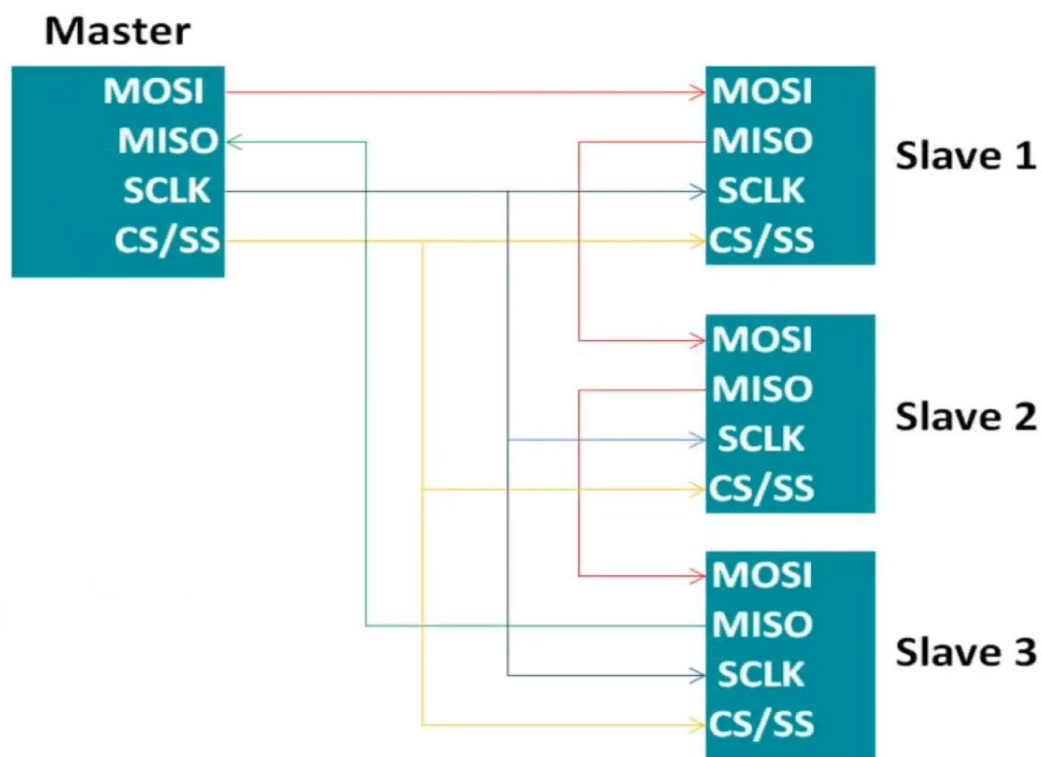 Master
MOSI
MISO
SCLK
CS/SS
MOSI
MISO
SCLK
CS/SS
Slave 1
MOSI
MISO
SCLK
CS/SS
Slave 2
MOSI
MISO
SCLK
CS/SS
Slave 3